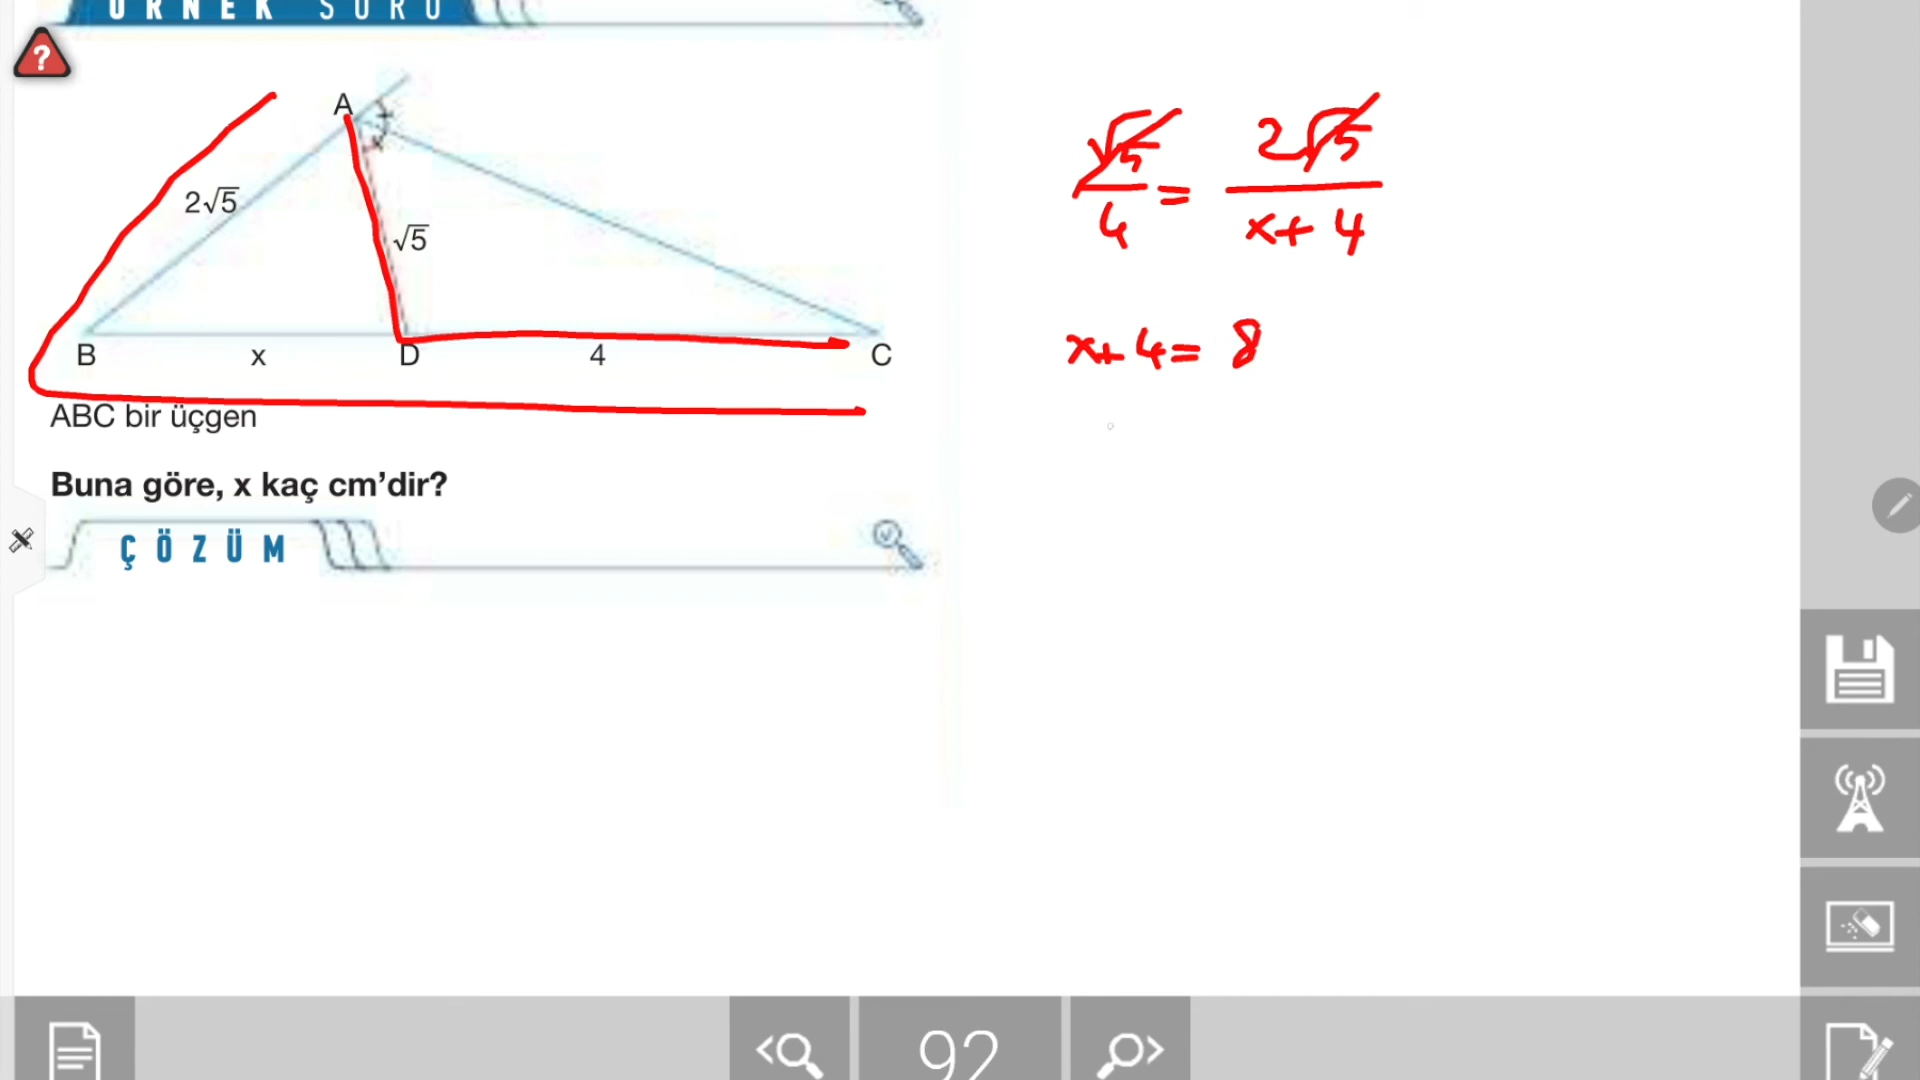 ÖRNEK SORU
?
A
2√5
√5
B x D 4 C
ABC bir üçgen
Buna göre, x kaç cm'dir?
ÇÖZÜM
√5/4 = 2√5/x+4
x+4=8
92